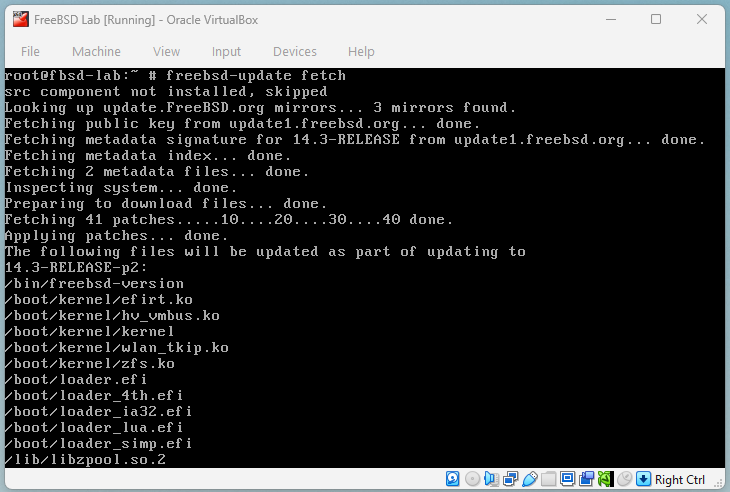 FreeBSD Lab [Running] - Oracle VirtualBox
File Machine View Input Devices Help
root@fbsd-lab:~ # freebsd-update fetch
src component not installed, skipped
Looking up update.FreeBSD.org mirrors... 3 mirrors found.
Fetching public key from update1.freebsd.org... done.
Fetching metadata signature for 14.3-RELEASE from update1.freebsd.org... done.
Fetching metadata index... done.
Fetching 2 metadata files... done.
Inspecting system... done.
Preparing to download files... done.
Fetching 41 patches.....10....20....30....40 done.
Applying patches... done.
The following files will be updated as part of updating to
14.3-RELEASE-p2:
/bin/freebsd-version
/boot/kernel/efirt.ko
/boot/kernel/hv_vmbus.ko
/boot/kernel/kernel
/boot/kernel/wlan_tkip.ko
/boot/kernel/zfs.ko
/boot/loader.efi
/boot/loader_4th.efi
/boot/loader_ia32.efi
/boot/loader_lua.efi
/boot/loader_simp.efi
/lib/libzpool.so.2
Right Ctrl